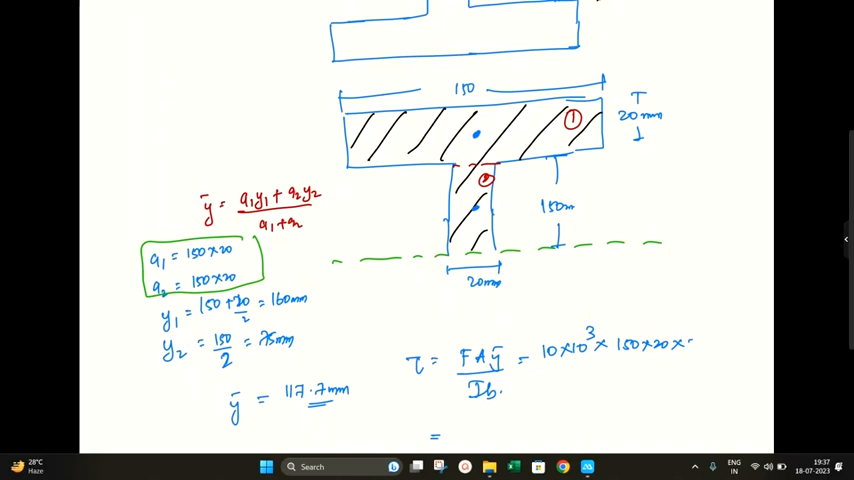 150
①
20mm
②
150m
ȳ = a₁y₁ + a₂y₂
a₁+a₂
a₁ = 150×20
a₂ = 150×20
y₁ = 150 + 20/2 = 160mm
y₂ = 150/2 = 75mm
20mm
τ = FAȳ / Ib. = 10×10³ × 150×20 ×
ȳ = 117.7mm
=
28°C
Haze
Search
ENG
IN
19:37
18-07-2023